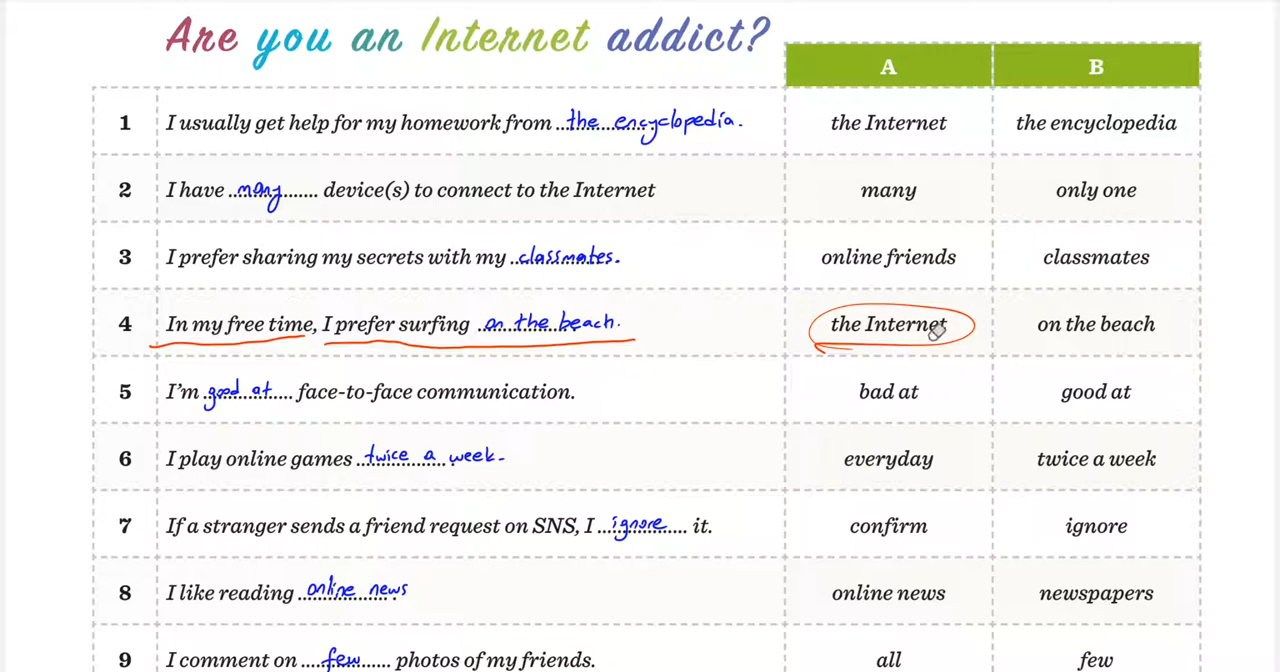 Are you an Internet addict?
A B
1 I usually get help for my homework from ...the encyclopedia. the Internet the encyclopedia
2 I have ...many....... device(s) to connect to the Internet many only one
3 I prefer sharing my secrets with my ...classmates. online friends classmates
4 In my free time, I prefer surfing ...on the beach. the Internet on the beach
5 I'm ...good at.... face-to-face communication. bad at good at
6 I play online games ...twice a week. everyday twice a week
7 If a stranger sends a friend request on SNS, I ...ignore.... it. confirm ignore
8 I like reading ...online news online news newspapers
9 I comment on ....few...... photos of my friends. all few